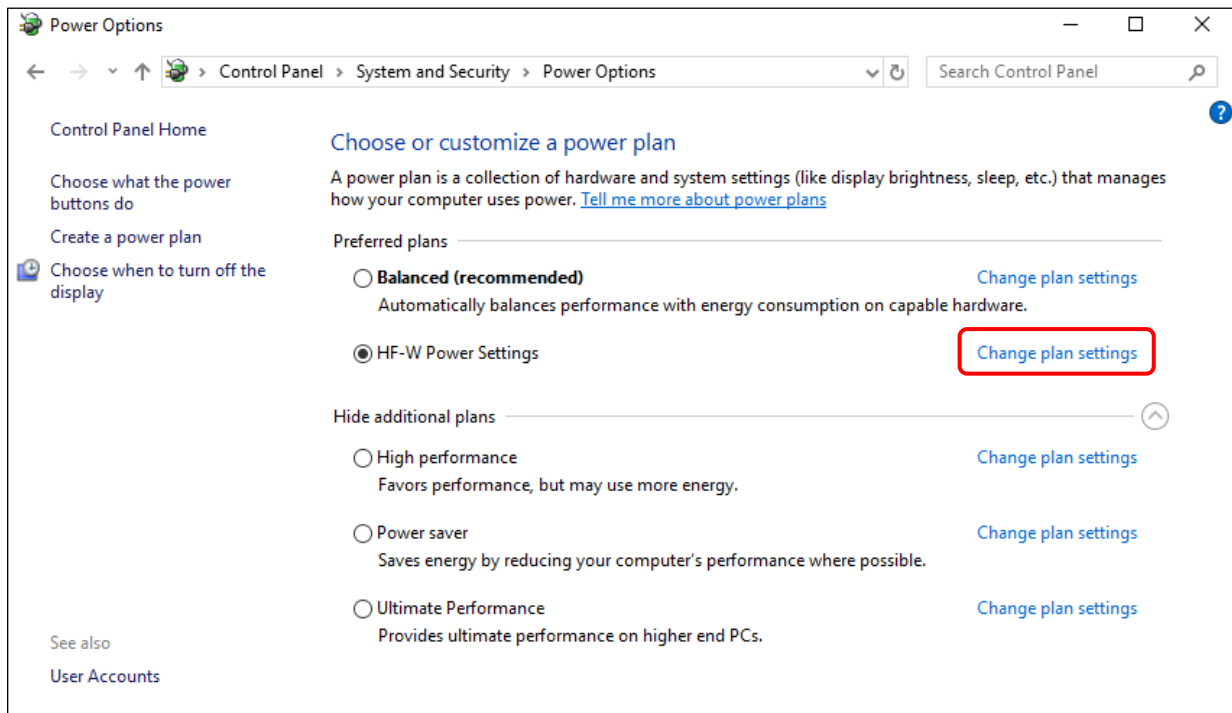 Power Options
Control Panel > System and Security > Power Options
Search Control Panel
Control Panel Home
Choose what the power
buttons do
Create a power plan
Choose when to turn off the
display
See also
User Accounts
Choose or customize a power plan
A power plan is a collection of hardware and system settings (like display brightness, sleep, etc.) that manages
how your computer uses power. Tell me more about power plans
Preferred plans
Balanced (recommended) Change plan settings
Automatically balances performance with energy consumption on capable hardware.
HF-W Power Settings Change plan settings
Hide additional plans
High performance Change plan settings
Favors performance, but may use more energy.
Power saver Change plan settings
Saves energy by reducing your computer's performance where possible.
Ultimate Performance Change plan settings
Provides ultimate performance on higher end PCs.